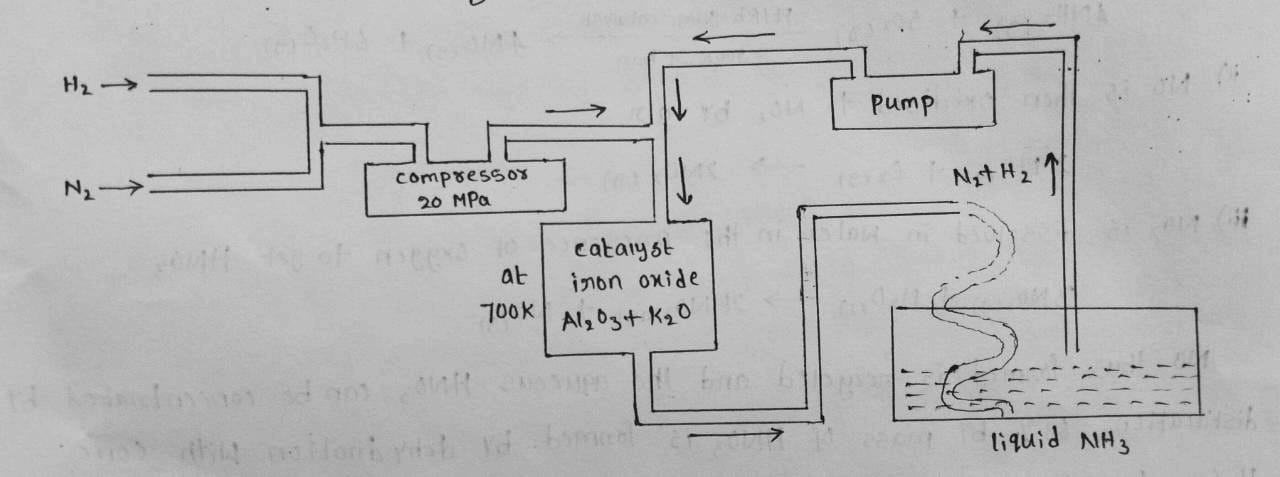 H₂ →
N₂ →
compressor
20 MPa
Pump
N₂+H₂
catalyst
at iron oxide
700K Al₂O₃+K₂O
liquid NH₃